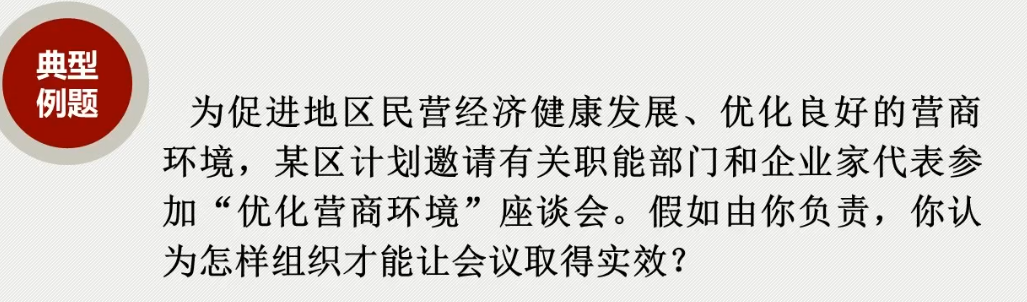 典型
例题
为促进地区民营经济健康发展、优化良好的营商
环境，某区计划邀请有关职能部门和企业家代表参
加“优化营商环境”座谈会。假如由你负责，你认
为怎样组织才能让会议取得实效？